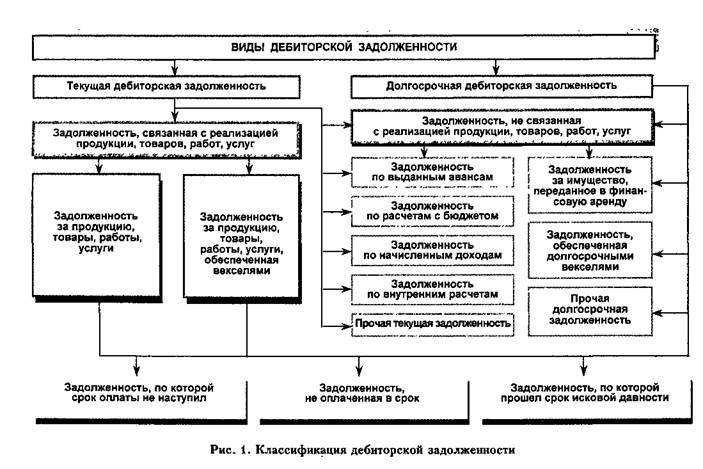 ВИДЫ ДЕБИТОРСКОЙ ЗАДОЛЖЕННОСТИ
Текущая дебиторская задолженность
Долгосрочная дебиторская задолженность
Задолженность, связанная с реализацией
продукции, товаров, работ, услуг
Задолженность, не связанная
с реализацией продукции, товаров, работ, услуг
Задолженность
за продукцию,
товары, работы,
услуги
Задолженность
за продукцию,
товары,
работы, услуги,
обеспеченная
векселями
Задолженность
по выданным авансам
Задолженность
по расчетам с бюджетом
Задолженность
по начисленным доходам
Задолженность
по внутренним расчетам
Прочая текущая задолженность
Задолженность
за имущество,
переданное в финан-
совую аренду
Задолженность,
обеспеченная
долгосрочными
векселями
Прочая
долгосрочная
задолженность
Задолженность, по которой
срок оплаты не наступил
Задолженность,
не оплаченная в срок
Задолженность, по которой
прошел срок исковой давности
Рис. 1. Классификация дебиторской задолженности